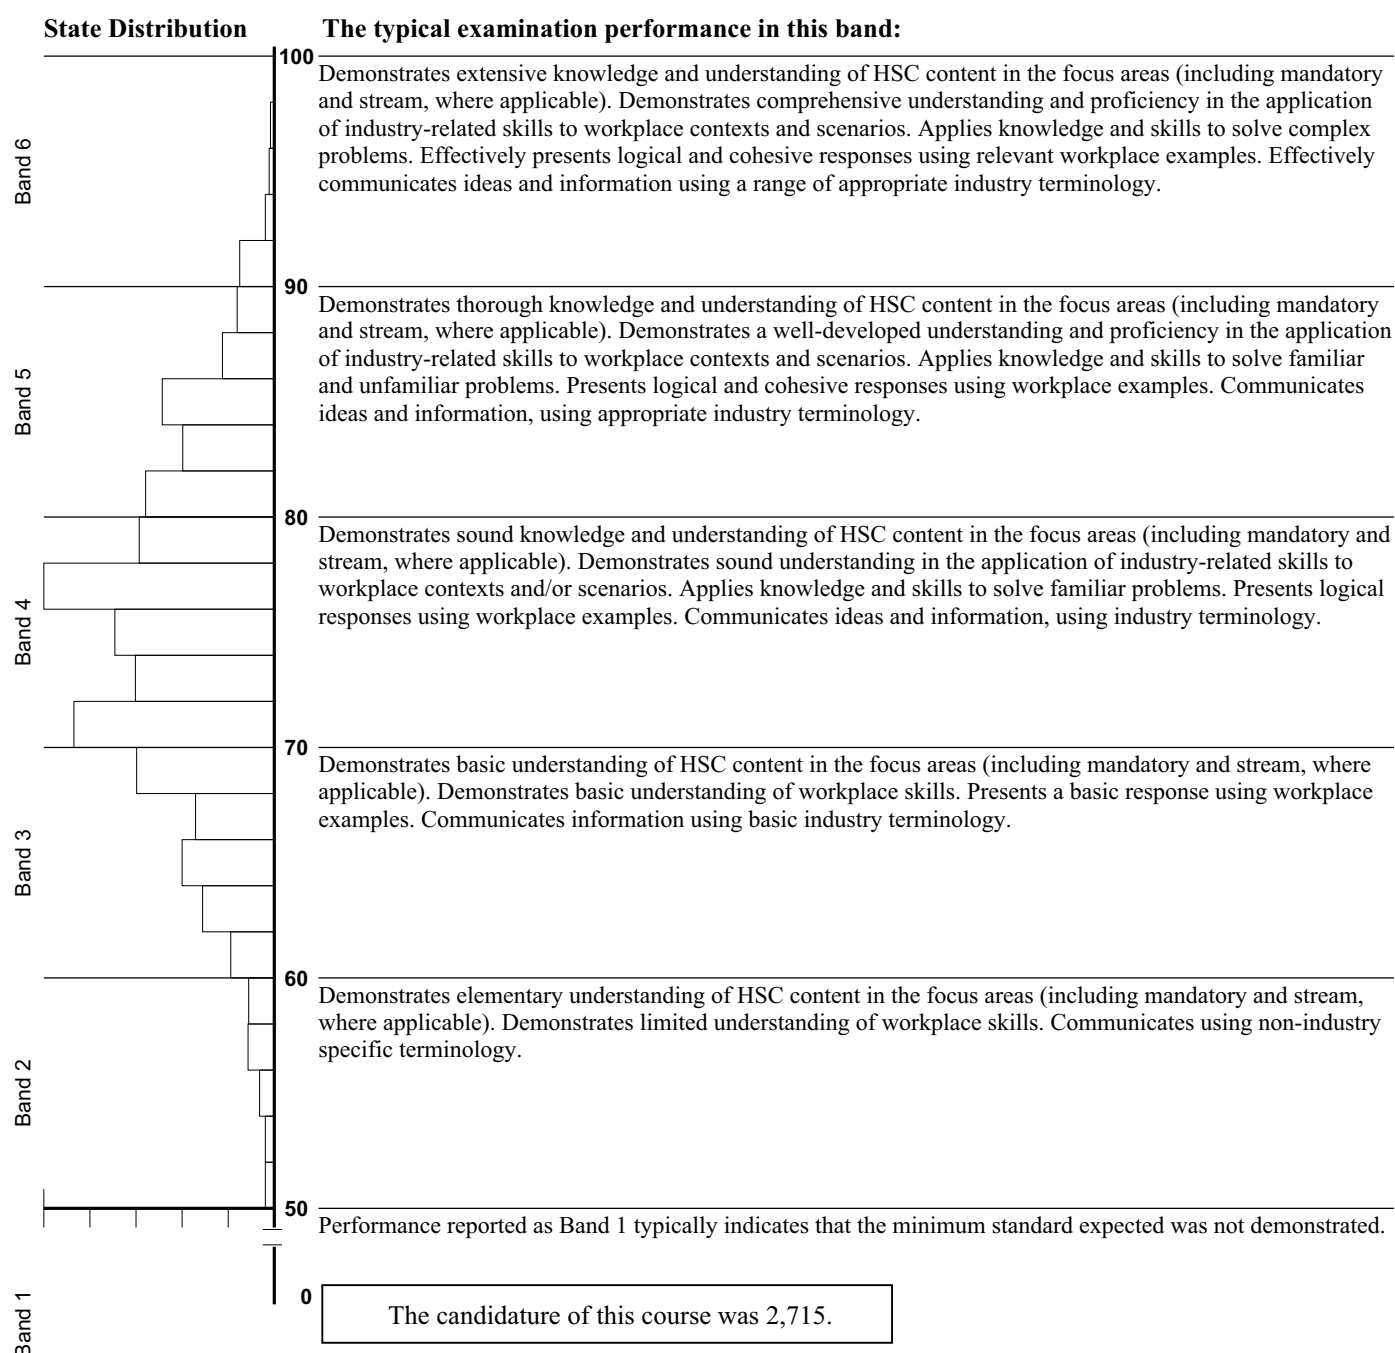 State Distribution
The typical examination performance in this band:
100
Demonstrates extensive knowledge and understanding of HSC content in the focus areas (including mandatory
and stream, where applicable). Demonstrates comprehensive understanding and proficiency in the application
of industry-related skills to workplace contexts and scenarios. Applies knowledge and skills to solve complex
problems. Effectively presents logical and cohesive responses using relevant workplace examples. Effectively
communicates ideas and information using a range of appropriate industry terminology.
Band 6
90
Demonstrates thorough knowledge and understanding of HSC content in the focus areas (including mandatory
and stream, where applicable). Demonstrates a well-developed understanding and proficiency in the application
of industry-related skills to workplace contexts and scenarios. Applies knowledge and skills to solve familiar
and unfamiliar problems. Presents logical and cohesive responses using workplace examples. Communicates
ideas and information, using appropriate industry terminology.
Band 5
80
Demonstrates sound knowledge and understanding of HSC content in the focus areas (including mandatory and
stream, where applicable). Demonstrates sound understanding in the application of industry-related skills to
workplace contexts and/or scenarios. Applies knowledge and skills to solve familiar problems. Presents logical
responses using workplace examples. Communicates ideas and information, using industry terminology.
Band 4
70
Demonstrates basic understanding of HSC content in the focus areas (including mandatory and stream, where
applicable). Demonstrates basic understanding of workplace skills. Presents a basic response using workplace
examples. Communicates information using basic industry terminology.
Band 3
60
Demonstrates elementary understanding of HSC content in the focus areas (including mandatory and stream,
where applicable). Demonstrates limited understanding of workplace skills. Communicates using non-industry
specific terminology.
Band 2
50
Performance reported as Band 1 typically indicates that the minimum standard expected was not demonstrated.
Band 1
0
The candidature of this course was 2,715.